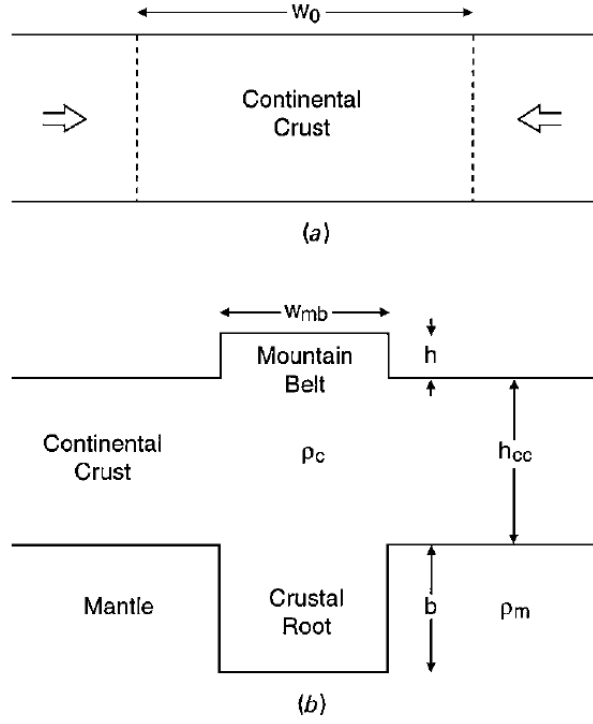 w0
Continental
Crust
(a)
wmb
Mountain
Belt
h
Continental
Crust
ρc
hcc
Mantle
Crustal
Root
b
ρm
(b)